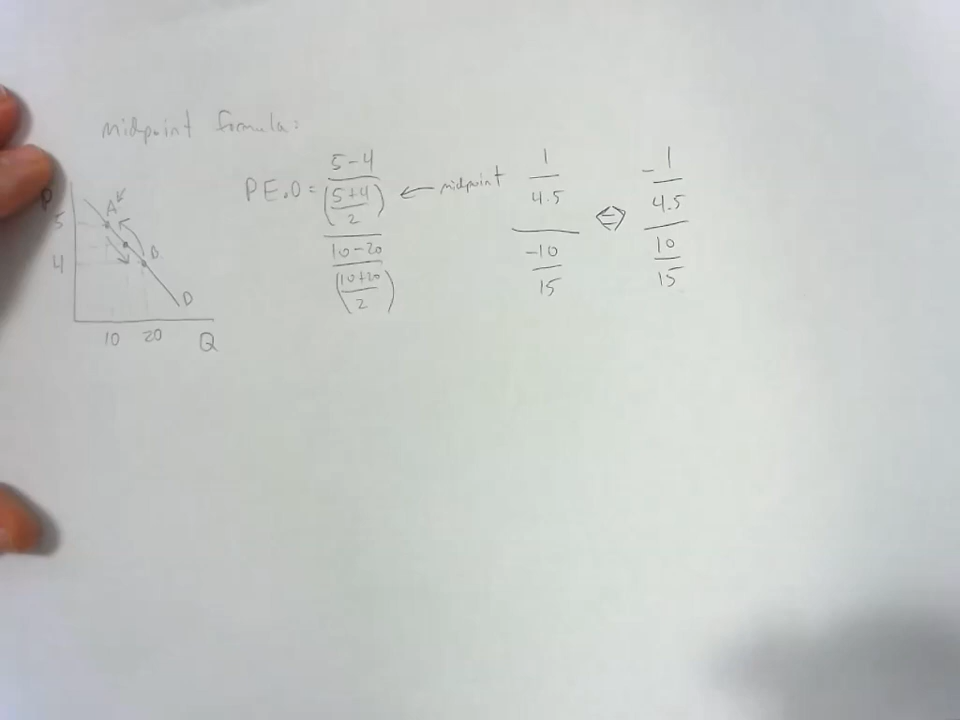 midpoint formula:
P
5
4
A
B
D
10 20 Q
PE.D = 5-4
(5+4
2) ← midpoint
10-20
(10+20
2)
1
4.5
-10
15
⇔
- 1
4.5
10
15